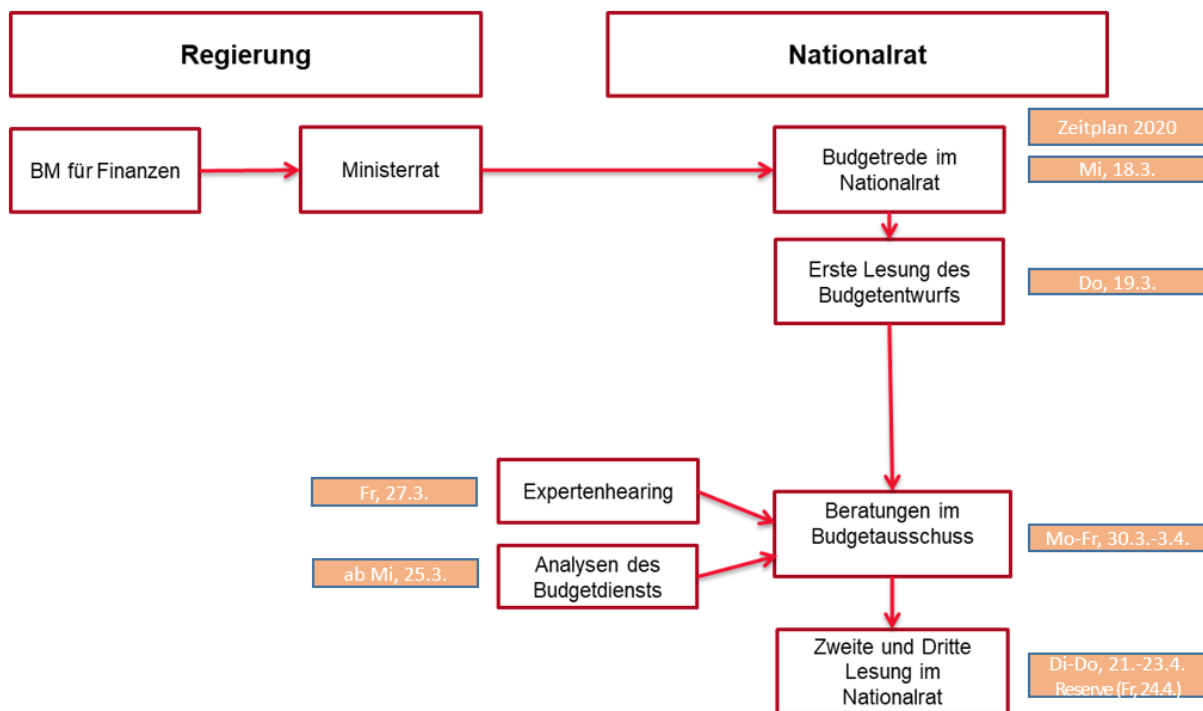 Regierung
Nationalrat
Zeitplan 2020
BM für Finanzen
Ministerrat
Budgetrede im
Nationalrat
Mi, 18.3.
Erste Lesung des
Budgetentwurfs
Do, 19.3.
Fr, 27.3.
Expertenhearing
Beratungen im
Budgetausschuss
Mo-Fr, 30.3.-3.4.
ab Mi, 25.3.
Analysen des
Budgetdiensts
Zweite und Dritte
Lesung im
Nationalrat
Di-Do, 21.-23.4.
Reserve (Fr, 24.4.)